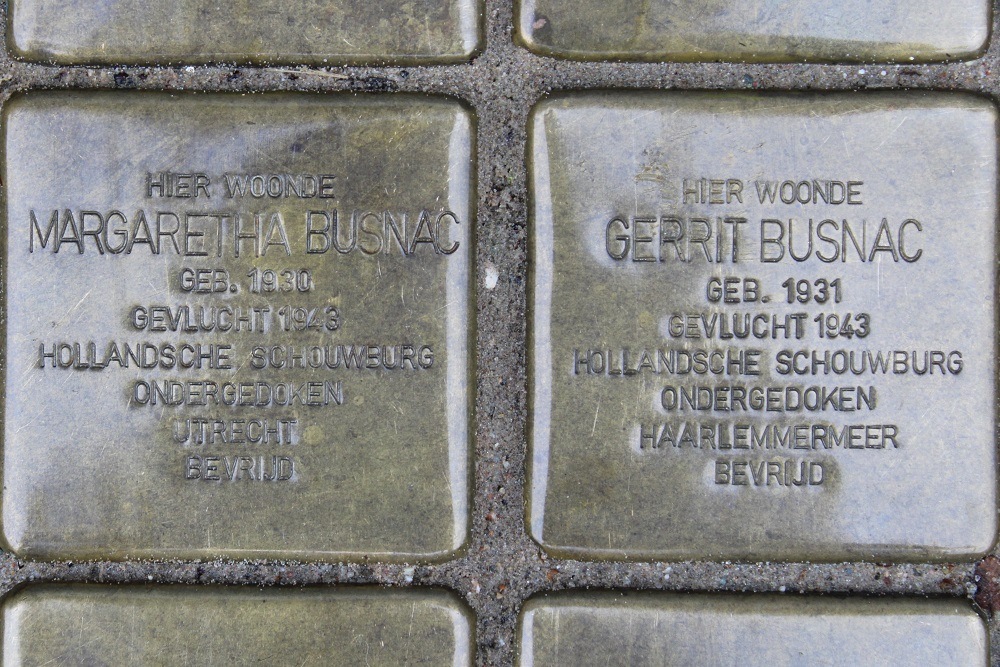 HIER WOONDE
MARGARETHA BUSNAC
GEB. 1930
GEVLUCHT 1943
HOLLANDSCHE SCHOUWBURG
ONDERGEDOKEN
UTRECHT
BEVRIJD
HIER WOONDE
GERRIT BUSNAC
GEB. 1931
GEVLUCHT 1943
HOLLANDSCHE SCHOUWBURG
ONDERGEDOKEN
HAARLEMMERMEER
BEVRIJD